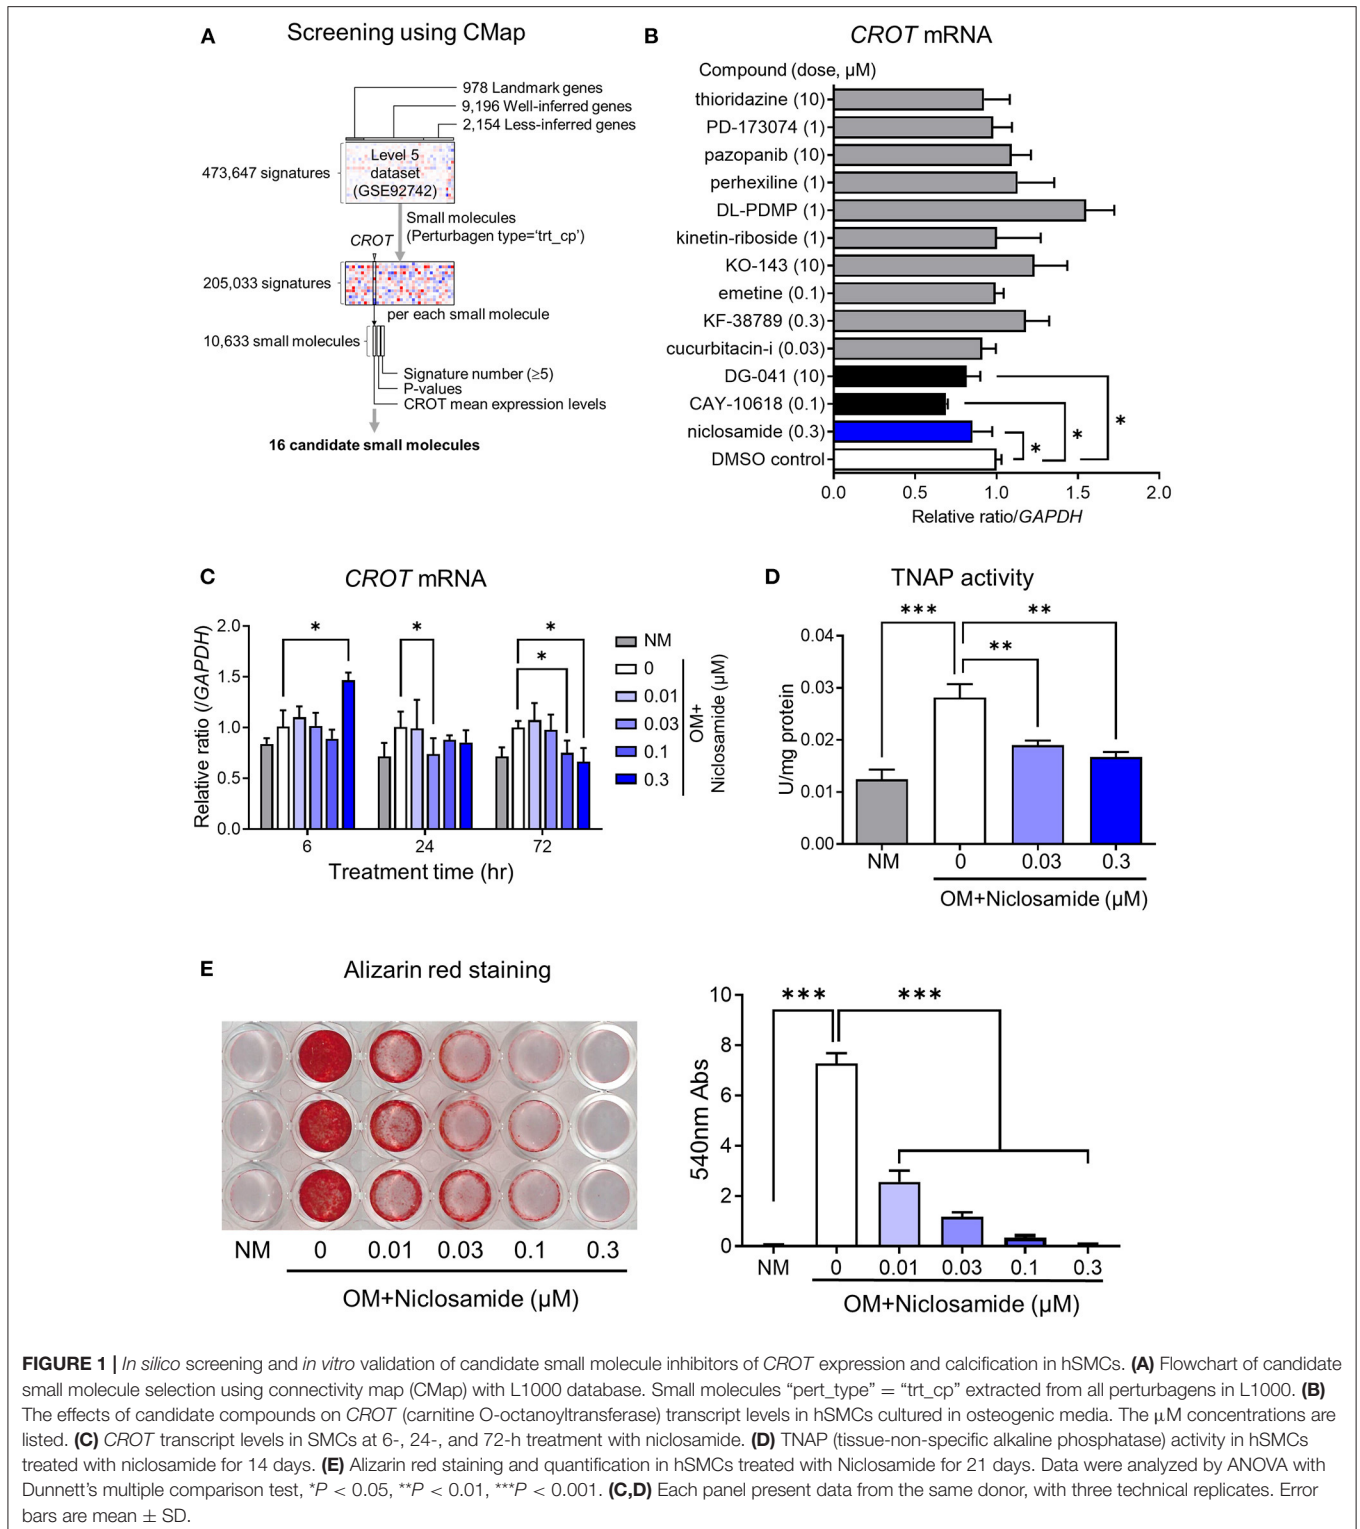 A
Screening using CMap
978 Landmark genes
9,196 Well-inferred genes
2,154 Less-inferred genes
473,647 signatures
Level 5
dataset
(GSE92742)
Small molecules
(Perturbagen type='trt_cp')
CROT
205,033 signatures
per each small molecule
10,633 small molecules
Signature number (≥5)
P-values
CROT mean expression levels
16 candidate small molecules
B
CROT mRNA
Compound (dose, μM)
thioridazine (10)
PD-173074 (1)
pazopanib (10)
perhexiline (1)
DL-PDMP (1)
kinetin-riboside (1)
KO-143 (10)
emetine (0.1)
KF-38789 (0.3)
cucurbitacin-i (0.03)
DG-041 (10)
CAY-10618 (0.1)
niclosamide (0.3)
DMSO control
* * *
0.0 0.5 1.0 1.5 2.0
Relative ratio/GAPDH
C
CROT mRNA
Relative ratio (/GAPDH)
2.0
1.5
1.0
0.5
0.0
* * * *
6 24 72
Treatment time (hr)
NM
0
0.01
0.03
0.1
0.3
OM+
Niclosamide (μM)
D
TNAP activity
*** **
**
U/mg protein
0.04
0.03
0.02
0.01
0.00
NM 0 0.03 0.3
OM+Niclosamide (μM)
E
Alizarin red staining
NM 0 0.01 0.03 0.1 0.3
OM+Niclosamide (μM)
540nm Abs
10
8
6
4
2
0
*** ***
NM 0 0.01 0.03 0.1 0.3
OM+Niclosamide (μM)
FIGURE 1 | In silico screening and in vitro validation of candidate small molecule inhibitors of CROT expression and calcification in hSMCs. (A) Flowchart of candidate
small molecule selection using connectivity map (CMap) with L1000 database. Small molecules “pert_type” = “trt_cp” extracted from all perturbagens in L1000. (B)
The effects of candidate compounds on CROT (carnitine O-octanoyltransferase) transcript levels in hSMCs cultured in osteogenic media. The μM concentrations are
listed. (C) CROT transcript levels in SMCs at 6-, 24-, and 72-h treatment with niclosamide. (D) TNAP (tissue-non-specific alkaline phosphatase) activity in hSMCs
treated with niclosamide for 14 days. (E) Alizarin red staining and quantification in hSMCs treated with Niclosamide for 21 days. Data were analyzed by ANOVA with
Dunnett’s multiple comparison test, *P < 0.05, **P < 0.01, ***P < 0.001. (C,D) Each panel present data from the same donor, with three technical replicates. Error
bars are mean ± SD.